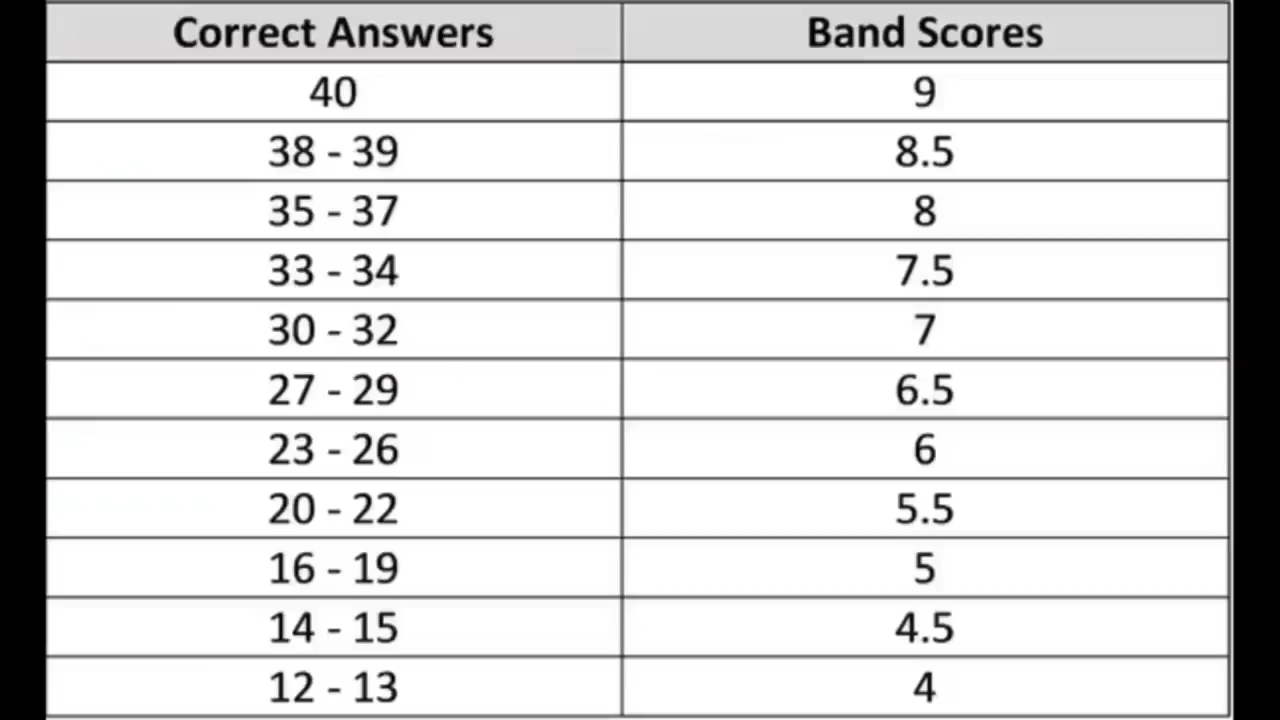 Correct Answers Band Scores
40 9
38 - 39 8.5
35 - 37 8
33 - 34 7.5
30 - 32 7
27 - 29 6.5
23 - 26 6
20 - 22 5.5
16 - 19 5
14 - 15 4.5
12 - 13 4